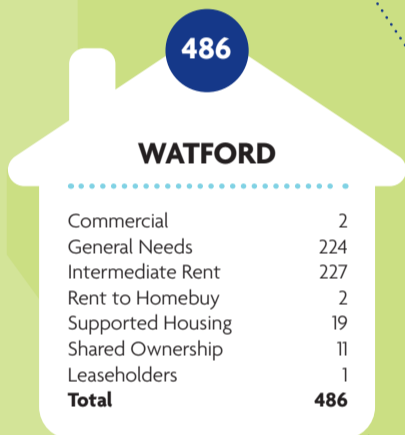 486
WATFORD
Commercial 2
General Needs 224
Intermediate Rent 227
Rent to Homebuy 2
Supported Housing 19
Shared Ownership 11
Leaseholders 1
Total 486